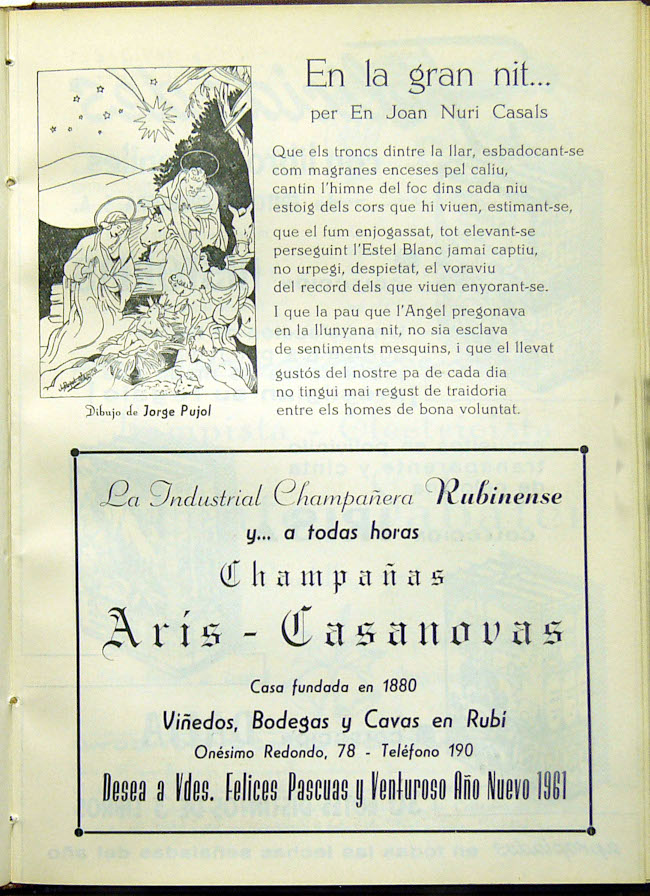 En la gran nit...
per En Joan Nuri Casals
Que els troncs dintre la llar, esbadocant-se
com magranes enceses pel caliu,
cantin l'himne del foc dins cada niu
estoig dels cors que hi viuen, estimant-se,
que el fum enjogassat, tot elevant-se
perseguint l'Estel Blanc jamai captiu,
no urpegi, despietat, el voraviu
del record dels que viuen enyorant-se.
I que la pau que l'Angel pregonava
en la llunyana nit, no sia esclava
de sentiments mesquins, i que el llevat
gustós del nostre pa de cada dia
no tingui mai regust de traidoria
entre els homes de bona voluntat.
Dibujo de Jorge Pujol
La Industrial Champañera Rubinense
y... a todas horas
Champañas
Arís - Casanovas
Casa fundada en 1880
Viñedos, Bodegas y Cavas en Rubí
Onésimo Redondo, 78 - Teléfono 190
Desea a Vdes. Felices Pascuas y Venturoso Año Nuevo 1961